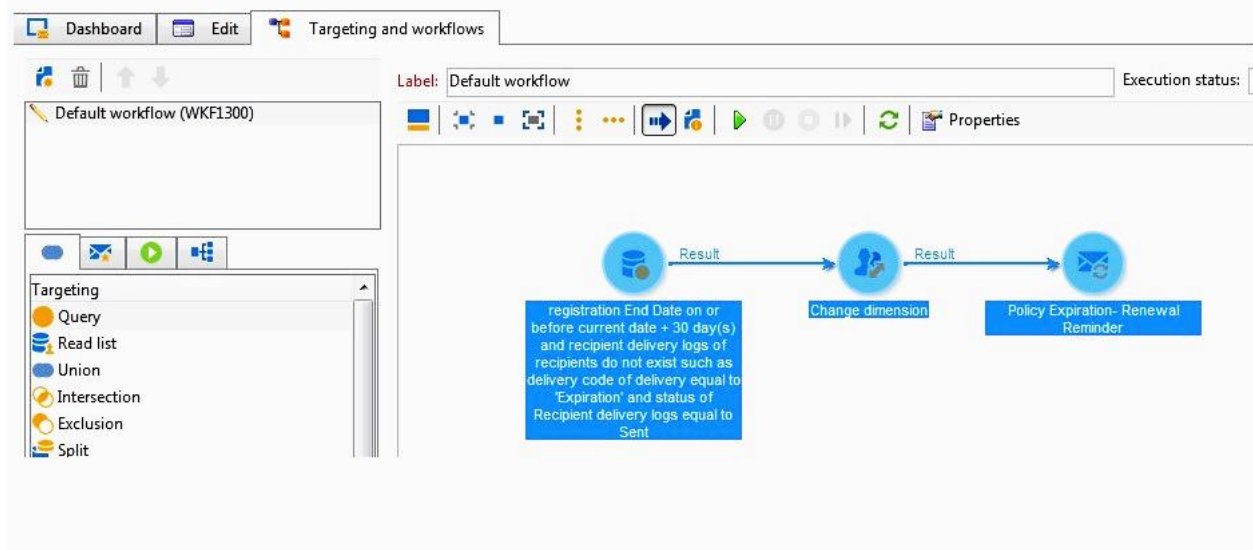 Dashboard Edit Targeting and workflows
Label: Default workflow Execution status:
Default workflow (WKF1300)
Properties
Result Result
registration End Date on or
before current date + 30 day(s)
and recipient delivery logs of
recipients do not exist such as
delivery code of delivery equal to
'Expiration' and status of
Recipient delivery logs equal to
Sent
Change dimension
Policy Expiration- Renewal
Reminder
Targeting
Query
Read list
Union
Intersection
Exclusion
Split